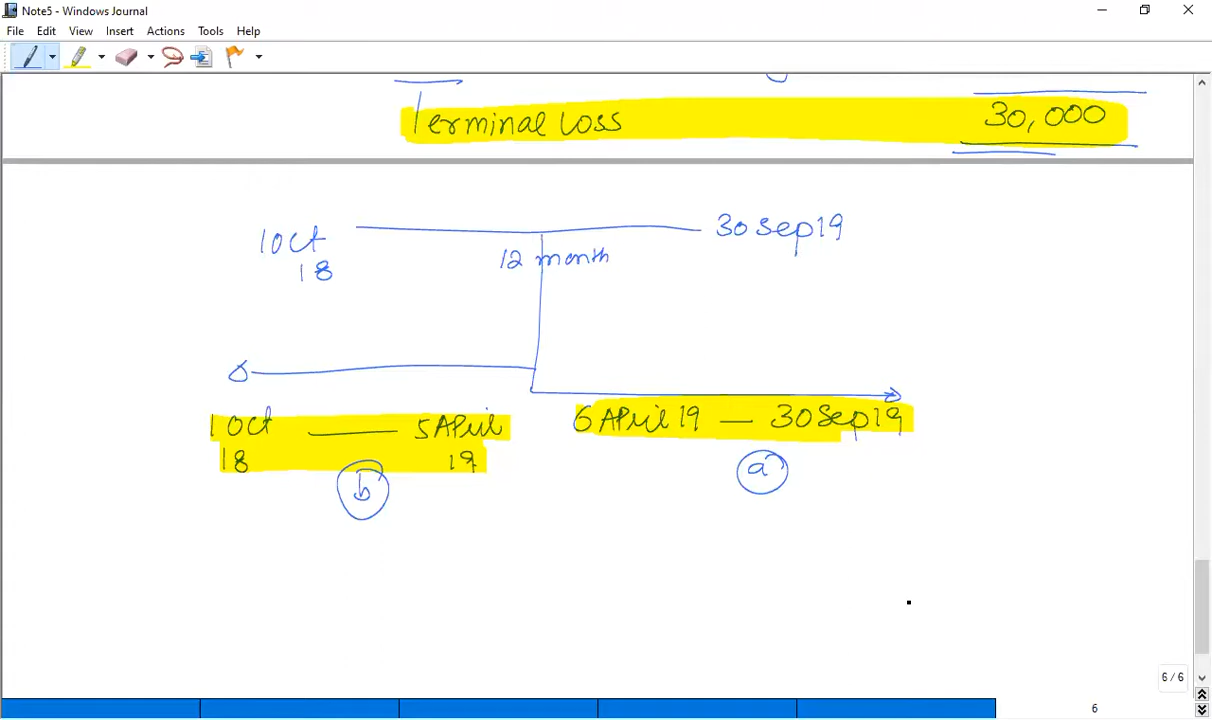 Note5 - Windows Journal
File Edit View Insert Actions Tools Help
Terminal Loss 30,000
1 Oct 18 30 Sep 19
12 month
1 Oct 18 — 5 April 19
6 April 19 — 30 Sep 19
b
a
6 / 6
6